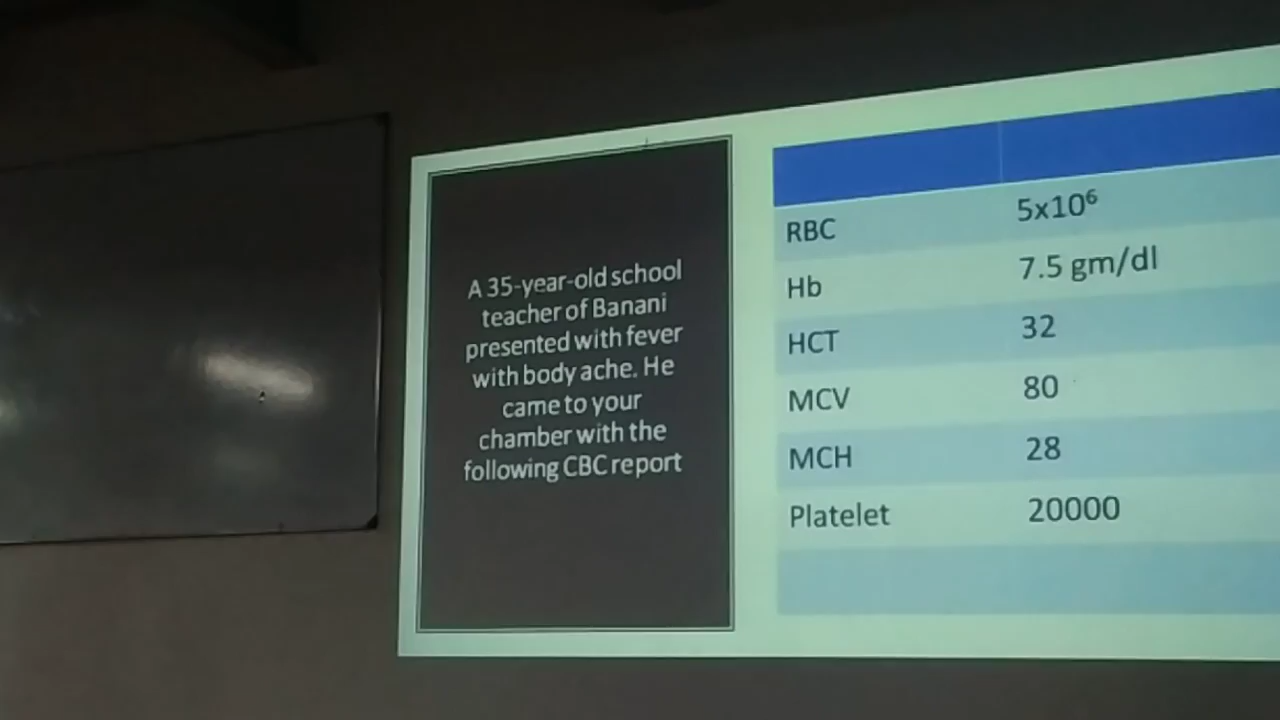 A 35-year-old school
teacher of Banani
presented with fever
with body ache. He
came to your
chamber with the
following CBC report
RBC 5x10⁶
Hb 7.5 gm/dl
HCT 32
MCV 80
MCH 28
Platelet 20000